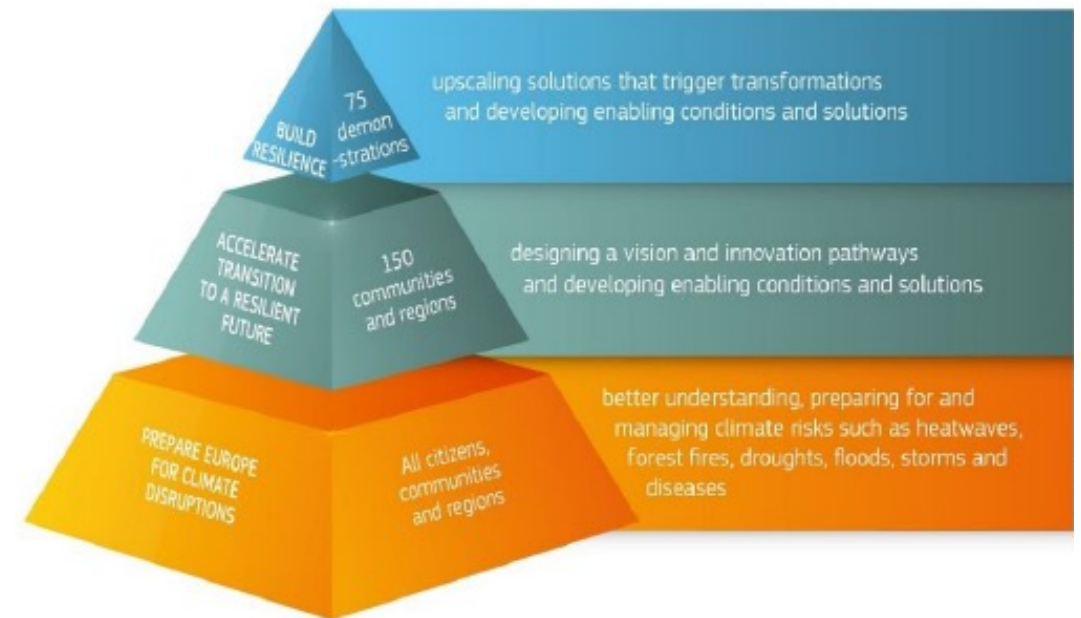 BUILD
RESILIENCE
75
demon
-strations
upscaling solutions that trigger transformations
and developing enabling conditions and solutions
ACCELERATE
TRANSITION
TO A RESILIENT
FUTURE
150
communities
and regions
designing a vision and innovation pathways
and developing enabling conditions and solutions
PREPARE EUROPE
FOR CLIMATE
DISRUPTIONS
All citizens,
communities
and regions
better understanding, preparing for and
managing climate risks such as heatwaves,
forest fires, droughts, floods, storms and
diseases